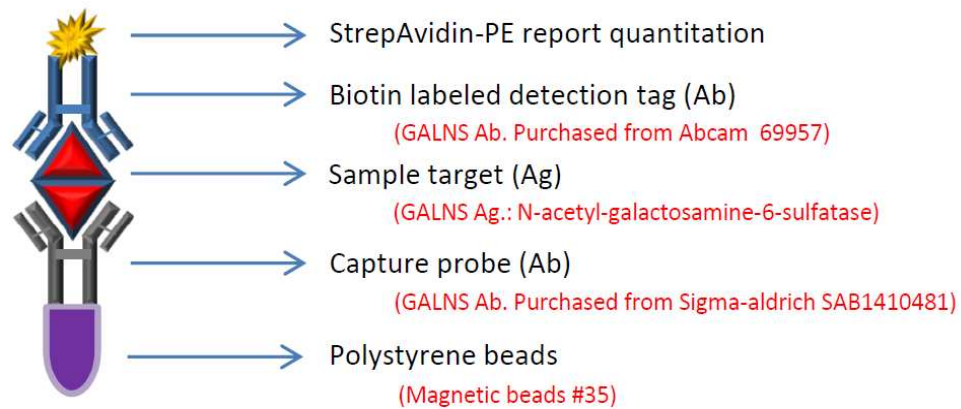 StrepAvidin-PE report quantitation
Biotin labeled detection tag (Ab)
(GALNS Ab. Purchased from Abcam 69957)
Sample target (Ag)
(GALNS Ag.: N-acetyl-galactosamine-6-sulfatase)
Capture probe (Ab)
(GALNS Ab. Purchased from Sigma-aldrich SAB1410481)
Polystyrene beads
(Magnetic beads #35)